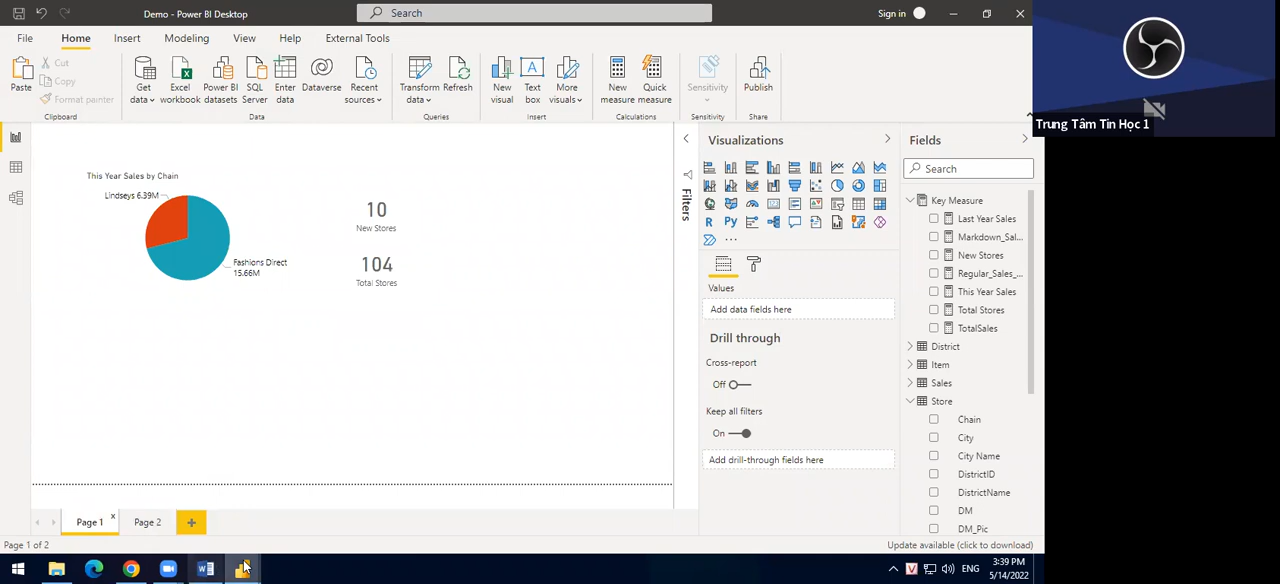 Demo - Power BI Desktop
Search
Sign in
File
Home
Insert
Modeling
View
Help
External Tools
Paste
Cut
Copy
Format painter
Clipboard
Get data
Excel workbook
Power BI datasets
SQL Server
Enter data
Dataverse
Recent sources
Data
Transform data
Refresh
Queries
New visual
Text box
More visuals
Insert
New measure
Quick measure
Calculations
Sensitivity
Sensitivity
Publish
Share
Trung Tâm Tin Học 1
This Year Sales by Chain
Lindseys 6.39M
Fashions Direct
15.66M
10
New Stores
104
Total Stores
Filters
Visualizations
R
Py
Values
Add data fields here
Drill through
Cross-report
Off
Keep all filters
On
Add drill-through fields here
Fields
Search
Key Measure
Last Year Sales
Markdown_Sal...
New Stores
Regular_Sales_...
This Year Sales
Total Stores
TotalSales
District
Item
Sales
Store
Chain
City
City Name
DistrictID
DistrictName
DM
DM_Pic
Page 1
Page 2
Page 1 of 2
Update available (click to download)
ENG
3:39 PM
5/14/2022